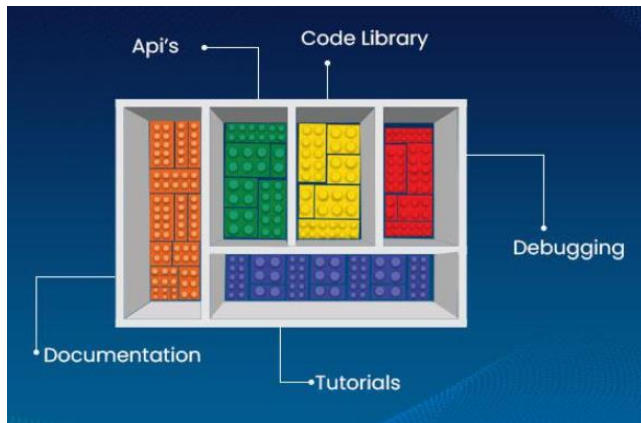 Api's
Code Library
Debugging
Documentation
Tutorials